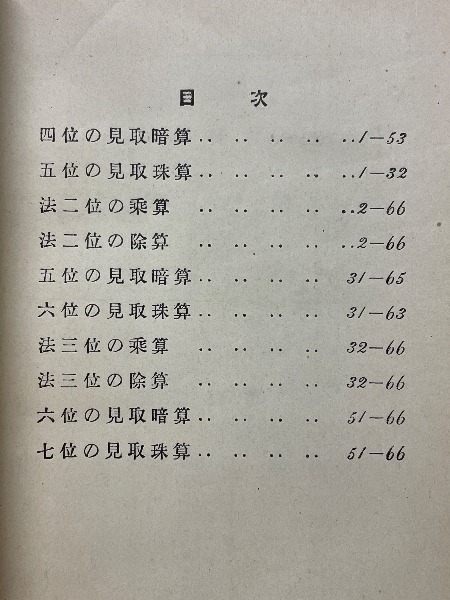 目 次
四位の見取暗算.. .. .. .. ..1—53
五位の見取珠算.. .. .. .. ..1—32
法二位の乗算 .. .. .. .. ..2—66
法二位の除算 .. .. .. .. ..2—66
五位の見取暗算.. .. .. .. 31—65
六位の見取珠算.. .. .. .. 31—63
法三位の乗算 .. .. .. .. 32—66
法三位の除算 .. .. .. .. 32—66
六位の見取暗算.. .. .. .. 51—66
七位の見取珠算.. .. .. .. 51—66